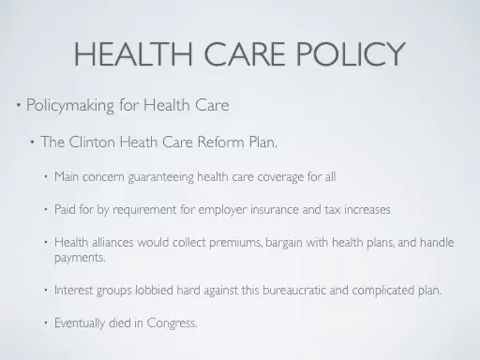 HEALTH CARE POLICY
• Policymaking for Health Care
• The Clinton Heath Care Reform Plan.
• Main concern guaranteeing health care coverage for all
• Paid for by requirement for employer insurance and tax increases
• Health alliances would collect premiums, bargain with health plans, and handle
payments.
• Interest groups lobbied hard against this bureaucratic and complicated plan.
• Eventually died in Congress.